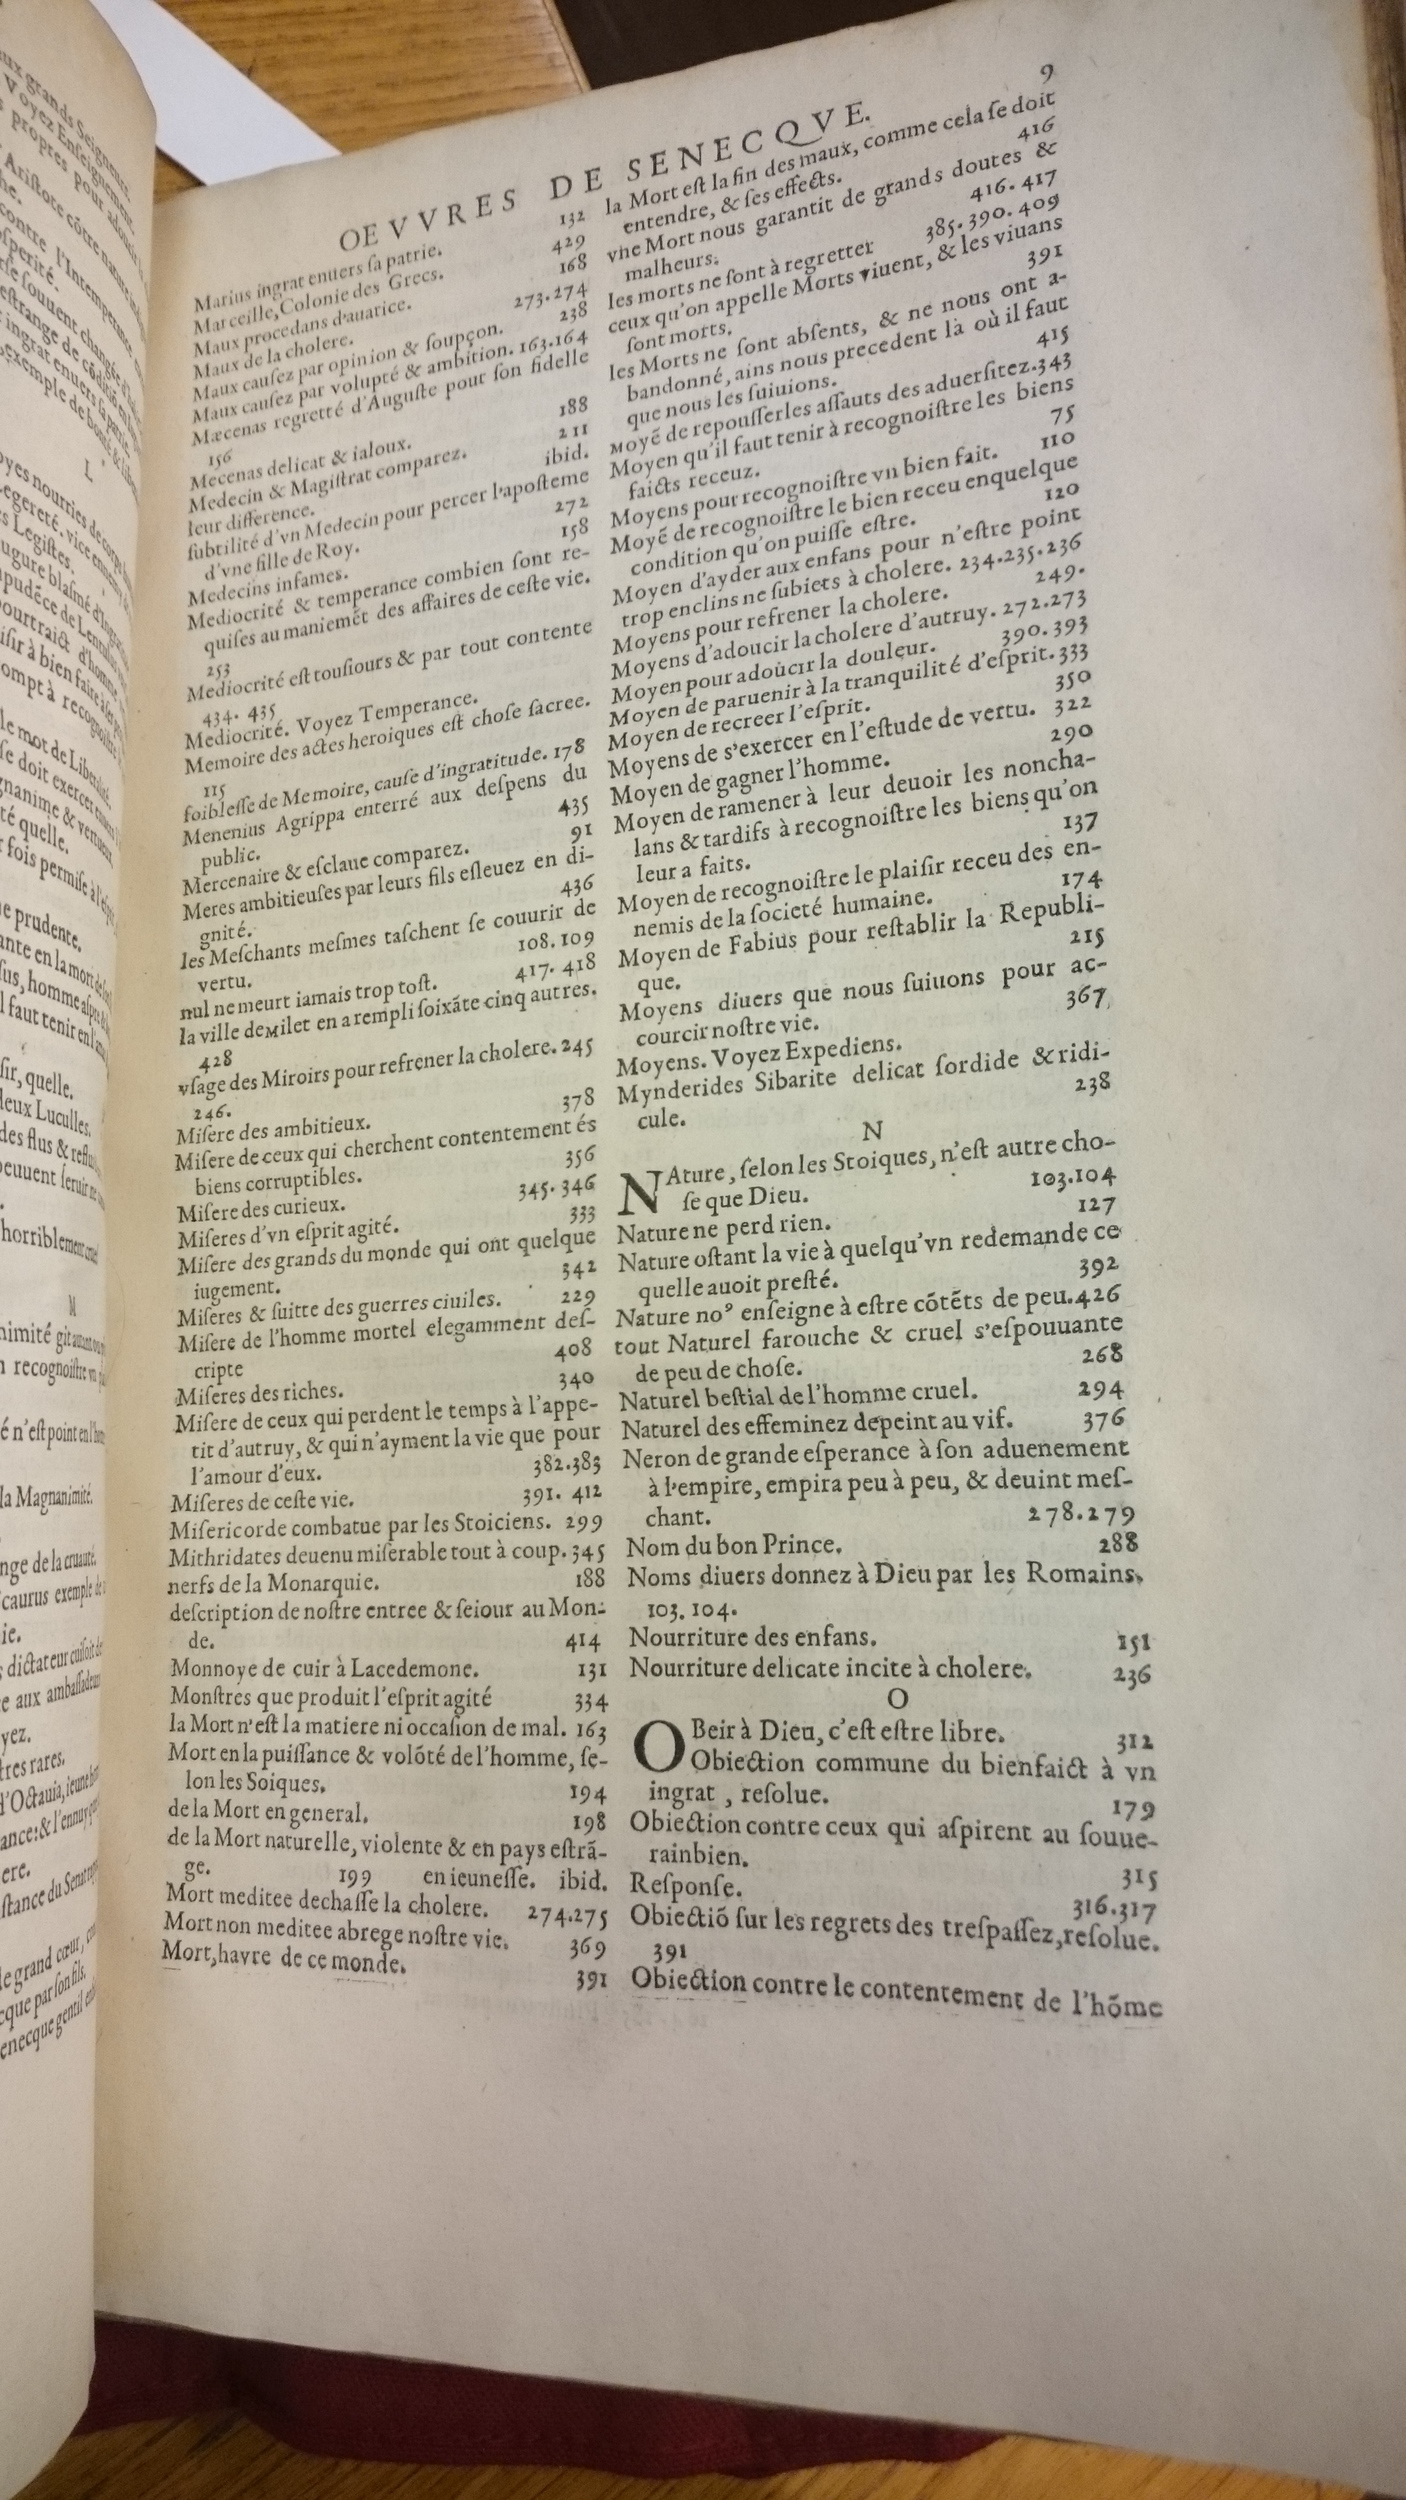 OEVVRES DE SENECQVE.
9
Marius ingrat enuers sa patrie. 132
Marceille, Colonie des Grecs. 429
Maux procedans d'auarice. 168
Maux de la cholere. 273.274
Maux causez par opinion & soupçon. 238
Maux causez par volupté & ambition. 163.164
Mæcenas regretté d'Auguste pour son fidelle
156
Mecenas delicat & ialoux. 188
Medecin & Magistrat comparez. 211
leur difference. ibid.
subtilité d'vn Medecin pour percer l'aposteme
d'vne fille de Roy. 272
Medecins infames. 158
Mediocrité & temperance combien sont re-
quises au maniemẽt des affaires de ceste vie.
253
Mediocrité est tousiours & par tout contente
434. 435
Mediocrité. Voyez Temperance.
Memoire des actes heroiques est chose sacree.
115
foiblesse de Memoire, cause d'ingratitude. 178
Menenius Agrippa enterré aux despens du
public. 435
Mercenaire & esclaue comparez. 91
Meres ambitieuses par leurs fils esleuez en di-
gnité. 436
les Meschants mesmes taschent se couurir de
vertu. 108.109
nul ne meurt iamais trop tost. 417. 418
la ville de Milet en a rempli soixãte cinq autres.
428
vsage des Miroirs pour refrener la cholere. 245
246.
Misere des ambitieux. 378
Misere de ceux qui cherchent contentement és
biens corruptibles. 356
Misere des curieux. 345. 346
Miseres d'vn esprit agité. 333
Misere des grands du monde qui ont quelque
iugement. 342
Miseres & suitte des guerres ciuiles. 229
Misere de l'homme mortel elegamment des-
cripte 408
Miseres des riches. 340
Misere de ceux qui perdent le temps à l'appe-
tit d'autruy, & qui n'ayment la vie que pour
l'amour d'eux. 382.383
Miseres de ceste vie. 391. 412
Misericorde combatue par les Stoiciens. 299
Mithridates deuenu miserable tout à coup. 345
nerfs de la Monarquie. 188
description de nostre entree & seiour au Mon-
de. 414
Monnoye de cuir à Lacedemone. 131
Monstres que produit l'esprit agité 334
la Mort n'est la matiere ni occasion de mal. 163
Mort en la puissance & volõté de l'homme, se-
lon les Soiques. 194
de la Mort en general. 198
de la Mort naturelle, violente & en pays estrã-
ge. 199 en ieunesse. ibid.
Mort meditee dechasse la cholere. 274.275
Mort non meditee abrege nostre vie. 369
Mort, havre de ce monde. 391
la Mort est la fin des maux, comme cela se doit
entendre, & ses effects. 416
vne Mort nous garantit de grands doutes &
malheurs. 416. 417
les morts ne sont à regretter 385. 390. 409
ceux qu'on appelle Morts viuent, & les viuans
sont morts. 391
les Morts ne sont absents, & ne nous ont a-
bandonné, ains nous precedent là où il faut
que nous les suiuions. 415
Moyẽ de repousser les assauts des aduersitez. 343
Moyen qu'il faut tenir à recognoistre les biens
faicts receuz. 75
Moyens pour recognoistre vn bien fait. 110
Moyẽ de recognoistre le bien receu en quelque
condition qu'on puisse estre. 120
Moyen d'ayder aux enfans pour n'estre point
trop enclins ne subiets à cholere. 234.235.236
Moyens pour refrener la cholere. 249.
Moyens d'adoucir la cholere d'autruy. 272.273
Moyen pour adoucir la douleur. 390. 393
Moyen de paruenir à la tranquilité d'esprit. 333
Moyen de recreer l'esprit. 350
Moyens de s'exercer en l'estude de vertu. 322
Moyen de gagner l'homme. 290
Moyen de ramener à leur deuoir les noncha-
lans & tardifs à recognoistre les biens qu'on
leur a faits. 137
Moyen de recognoistre le plaisir receu des en-
nemis de la societé humaine. 174
Moyen de Fabius pour restablir la Republi-
que. 215
Moyens diuers que nous suiuons pour ac-
courcir nostre vie. 367
Moyens. Voyez Expediens.
Mynderides Sibarite delicat sordide & ridi-
cule. 238
N
NAture, selon les Stoiques, n'est autre cho-
se que Dieu. 103.104
Nature ne perd rien. 127
Nature ostant la vie à quelqu'vn redemande ce
quelle auoit presté. 392
Nature noꝰ enseigne à estre cõtẽts de peu. 426
tout Naturel farouche & cruel s'espouuante
de peu de chose. 268
Naturel bestial de l'homme cruel. 294
Naturel des effeminez depeint au vif. 376
Neron de grande esperance à son aduenement
à l'empire, empira peu à peu, & deuint mes-
chant. 278.279
Nom du bon Prince. 288
Noms diuers donnez à Dieu par les Romains.
103. 104.
Nourriture des enfans. 151
Nourriture delicate incite à cholere. 236
O
OBeir à Dieu, c'est estre libre. 312
Obiection commune du bienfaict à vn
ingrat, resolue. 179
Obiection contre ceux qui aspirent au souue-
rain bien. 315
Response. 316.317
Obiectiõ sur les regrets des trespassez, resolue.
391
Obiection contre le contentement de l'hõme